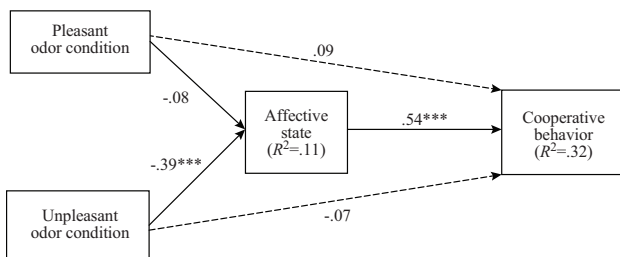 Pleasant
odor condition
.09
-.08
Affective
state
(R²=.11)
.54***
Cooperative
behavior
(R²=.32)
-.39***
Unpleasant
odor condition
-.07